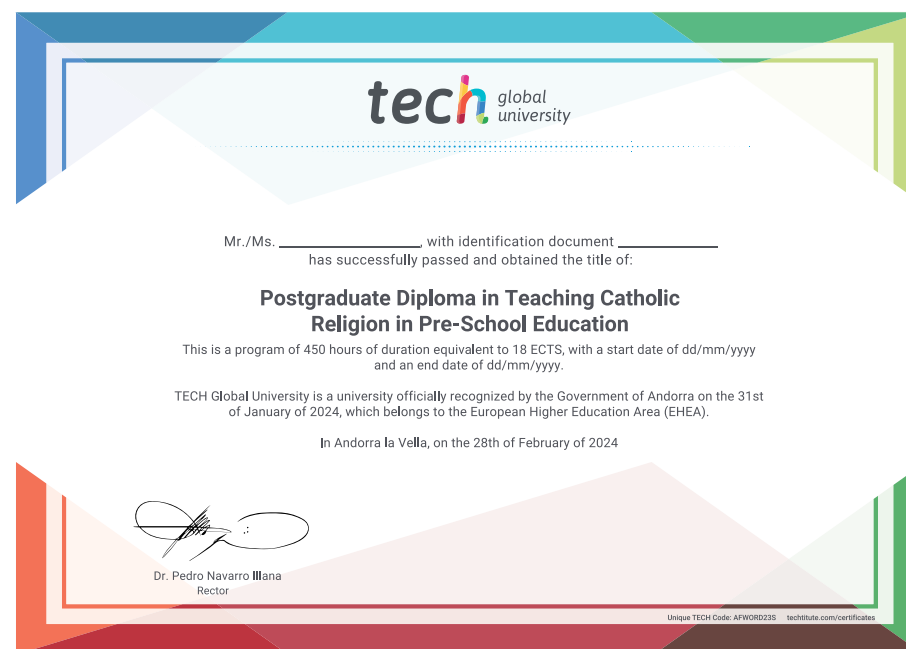 tech global university
Mr./Ms. ____________________, with identification document ______________
has successfully passed and obtained the title of:
Postgraduate Diploma in Teaching Catholic
Religion in Pre-School Education
This is a program of 450 hours of duration equivalent to 18 ECTS, with a start date of dd/mm/yyyy
and an end date of dd/mm/yyyy.
TECH Global University is a university officially recognized by the Government of Andorra on the 31st
of January of 2024, which belongs to the European Higher Education Area (EHEA).
In Andorra la Vella, on the 28th of February of 2024
Dr. Pedro Navarro Illana
Rector
Unique TECH Code: AFWORD23S techtitute.com/certificates